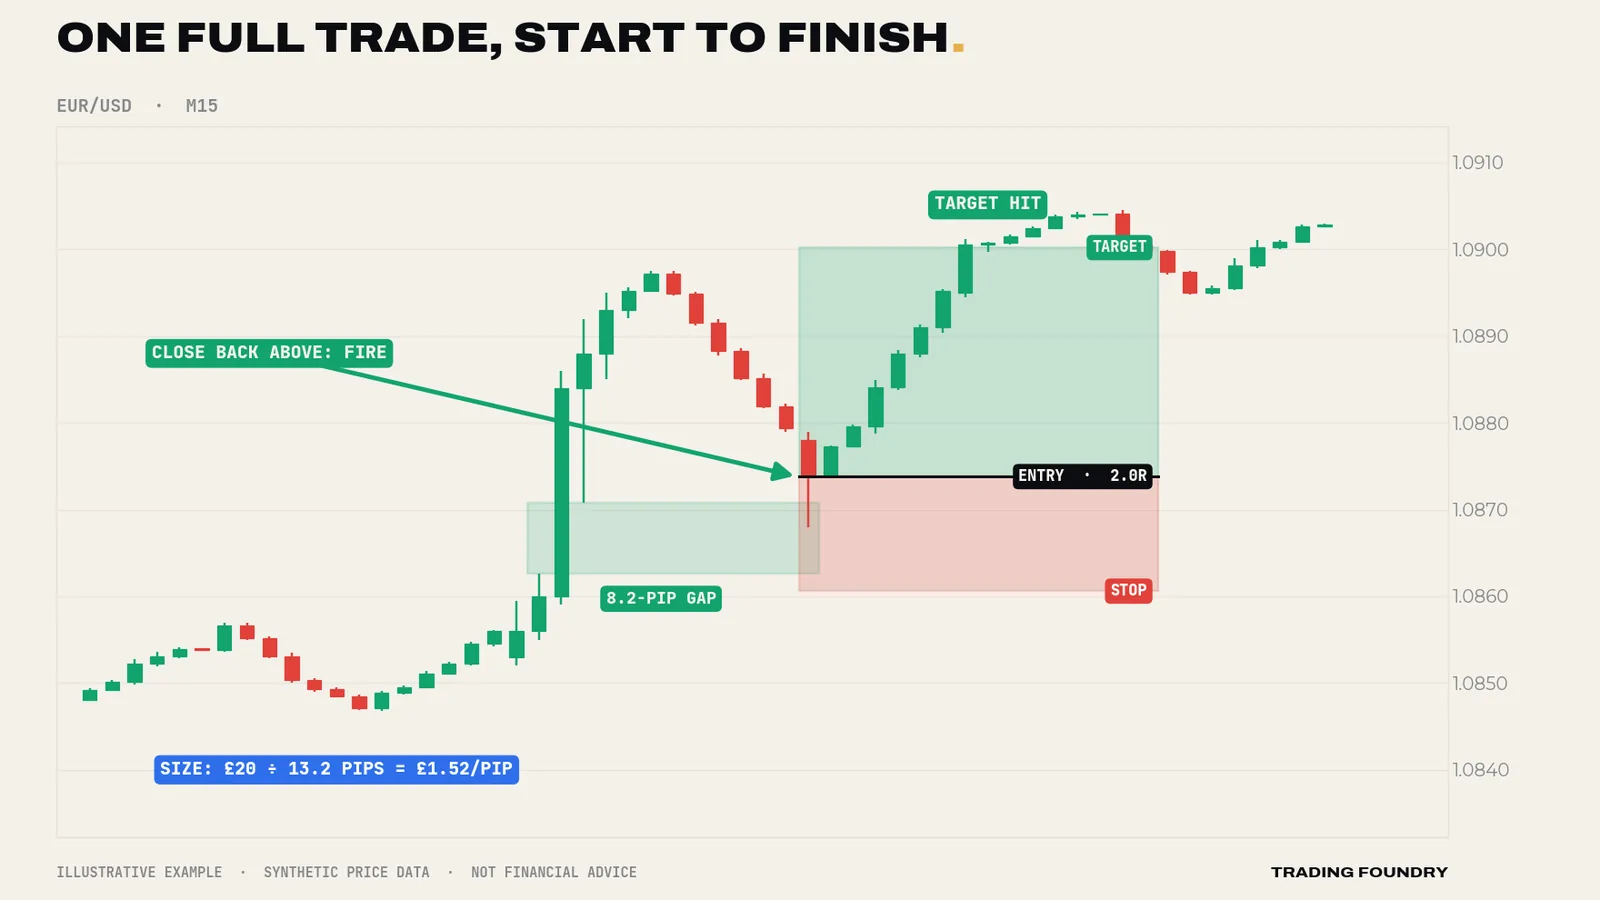 ONE FULL TRADE, START TO FINISH.
EUR/USD · M15
1.0910
TARGET HIT
TARGET
1.0900
1.0890
CLOSE BACK ABOVE: FIRE
1.0880
ENTRY · 2.0R
1.0870
8.2-PIP GAP
STOP
1.0860
1.0850
SIZE: £20 ÷ 13.2 PIPS = £1.52/PIP
1.0840
ILLUSTRATIVE EXAMPLE · SYNTHETIC PRICE DATA · NOT FINANCIAL ADVICE
TRADING FOUNDRY